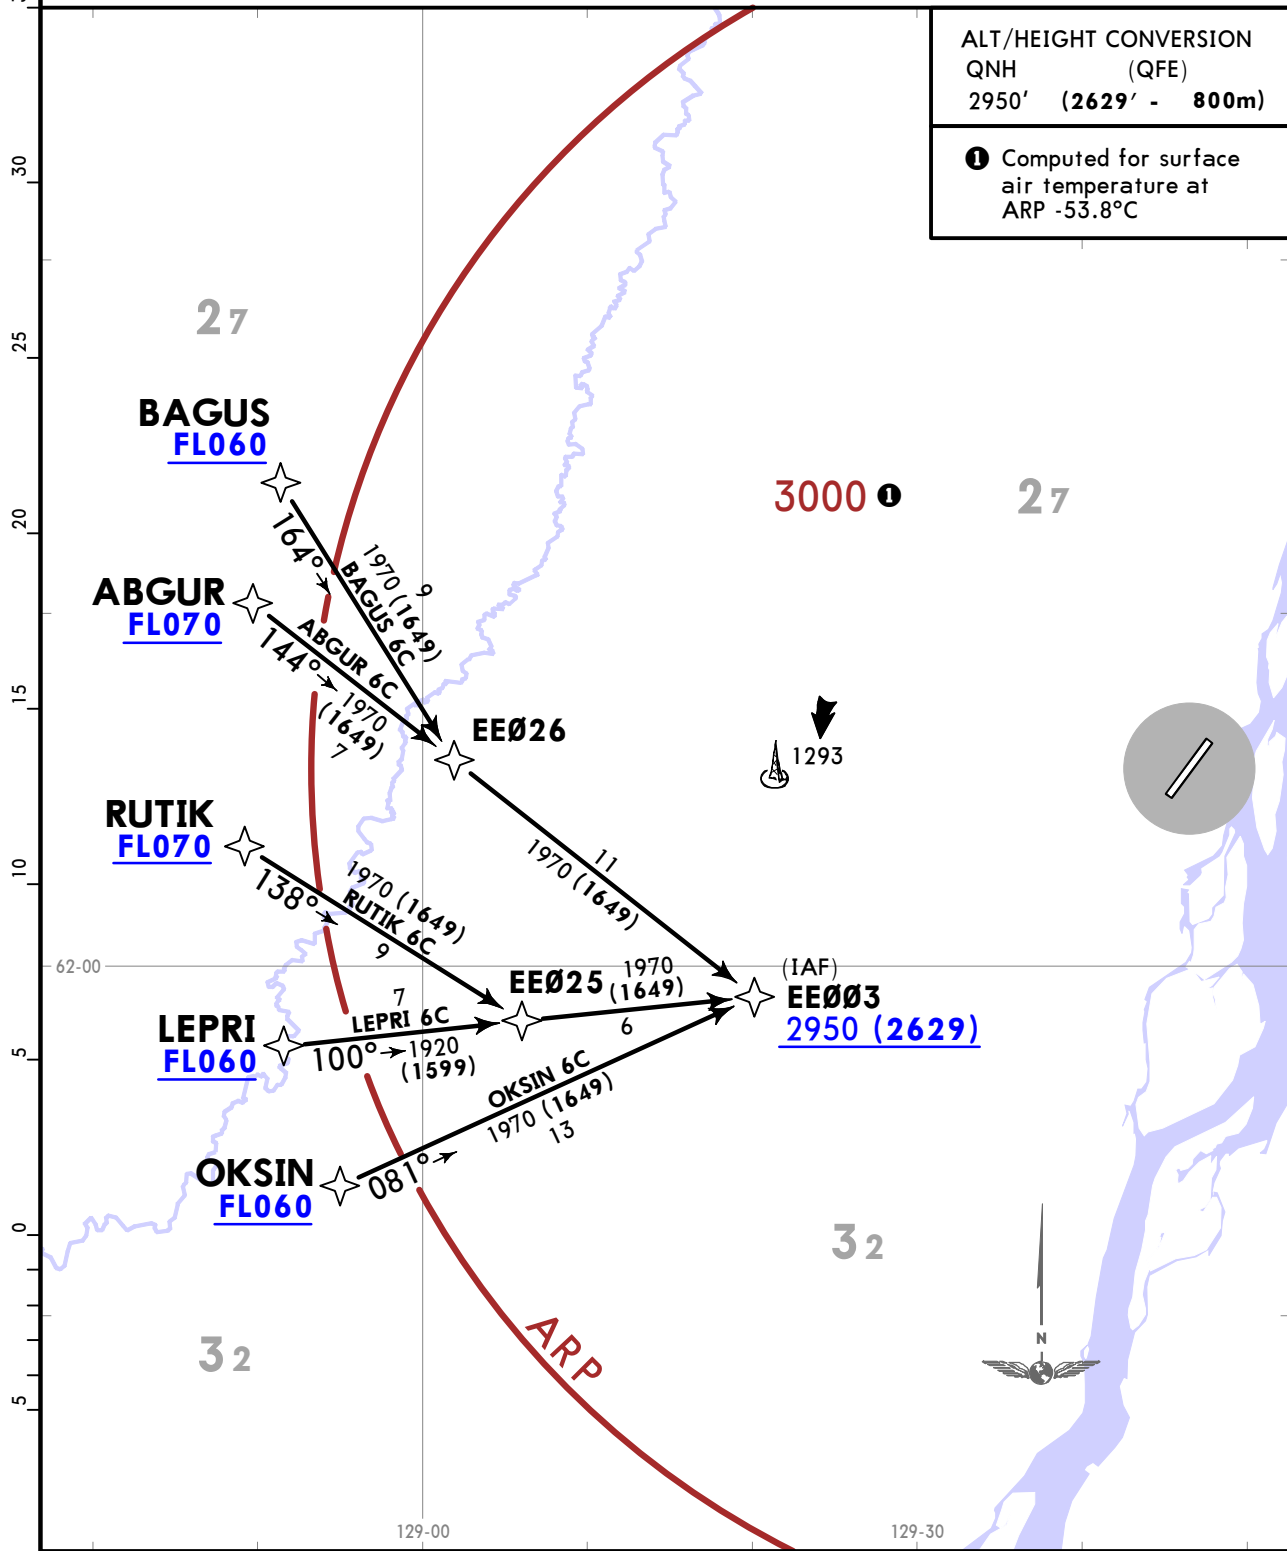 ALT/HEIGHT CONVERSION
QNH (QFE)
2950' (2629' - 800m)
❶ Computed for surface
air temperature at
ARP -53.8°C
30
25
20
15
10
5
0
5
27
BAGUS
FL060
3000 ❶
27
164°
1970 (1649)
9
BAGUS 6C
ABGUR
FL070
ABGUR 6C
144°
1970
(1649)
7
EEØ26
1293
RUTIK
FL070
138°
1970 (1649)
RUTIK 6C
9
11
1970 (1649)
62-00
(IAF)
EEØØ3
2950 (2629)
EEØ25
1970
(1649)
6
LEPRI
FL060
7
LEPRI 6C
100°
1920
(1599)
OKSIN 6C
1970 (1649)
13
OKSIN
FL060
081°
32
32
ARP
N
129-00
129-30